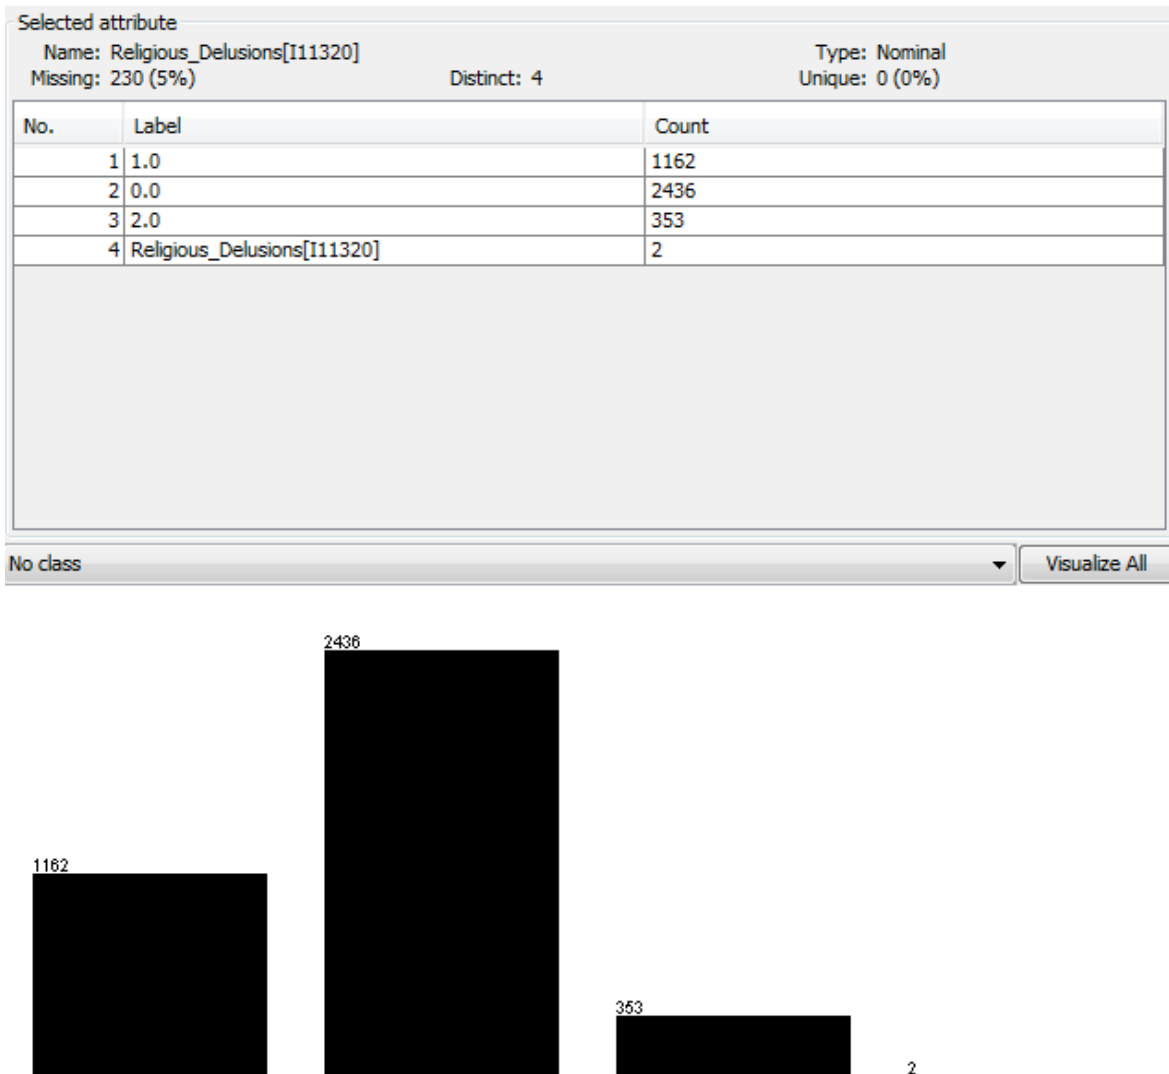 Selected attribute
Name: Religious_Delusions[I11320] Type: Nominal
Missing: 230 (5%) Distinct: 4 Unique: 0 (0%)
No. Label Count
1 1.0 1162
2 0.0 2436
3 2.0 353
4 Religious_Delusions[I11320] 2
No class Visualize All
2436
1162
353
2